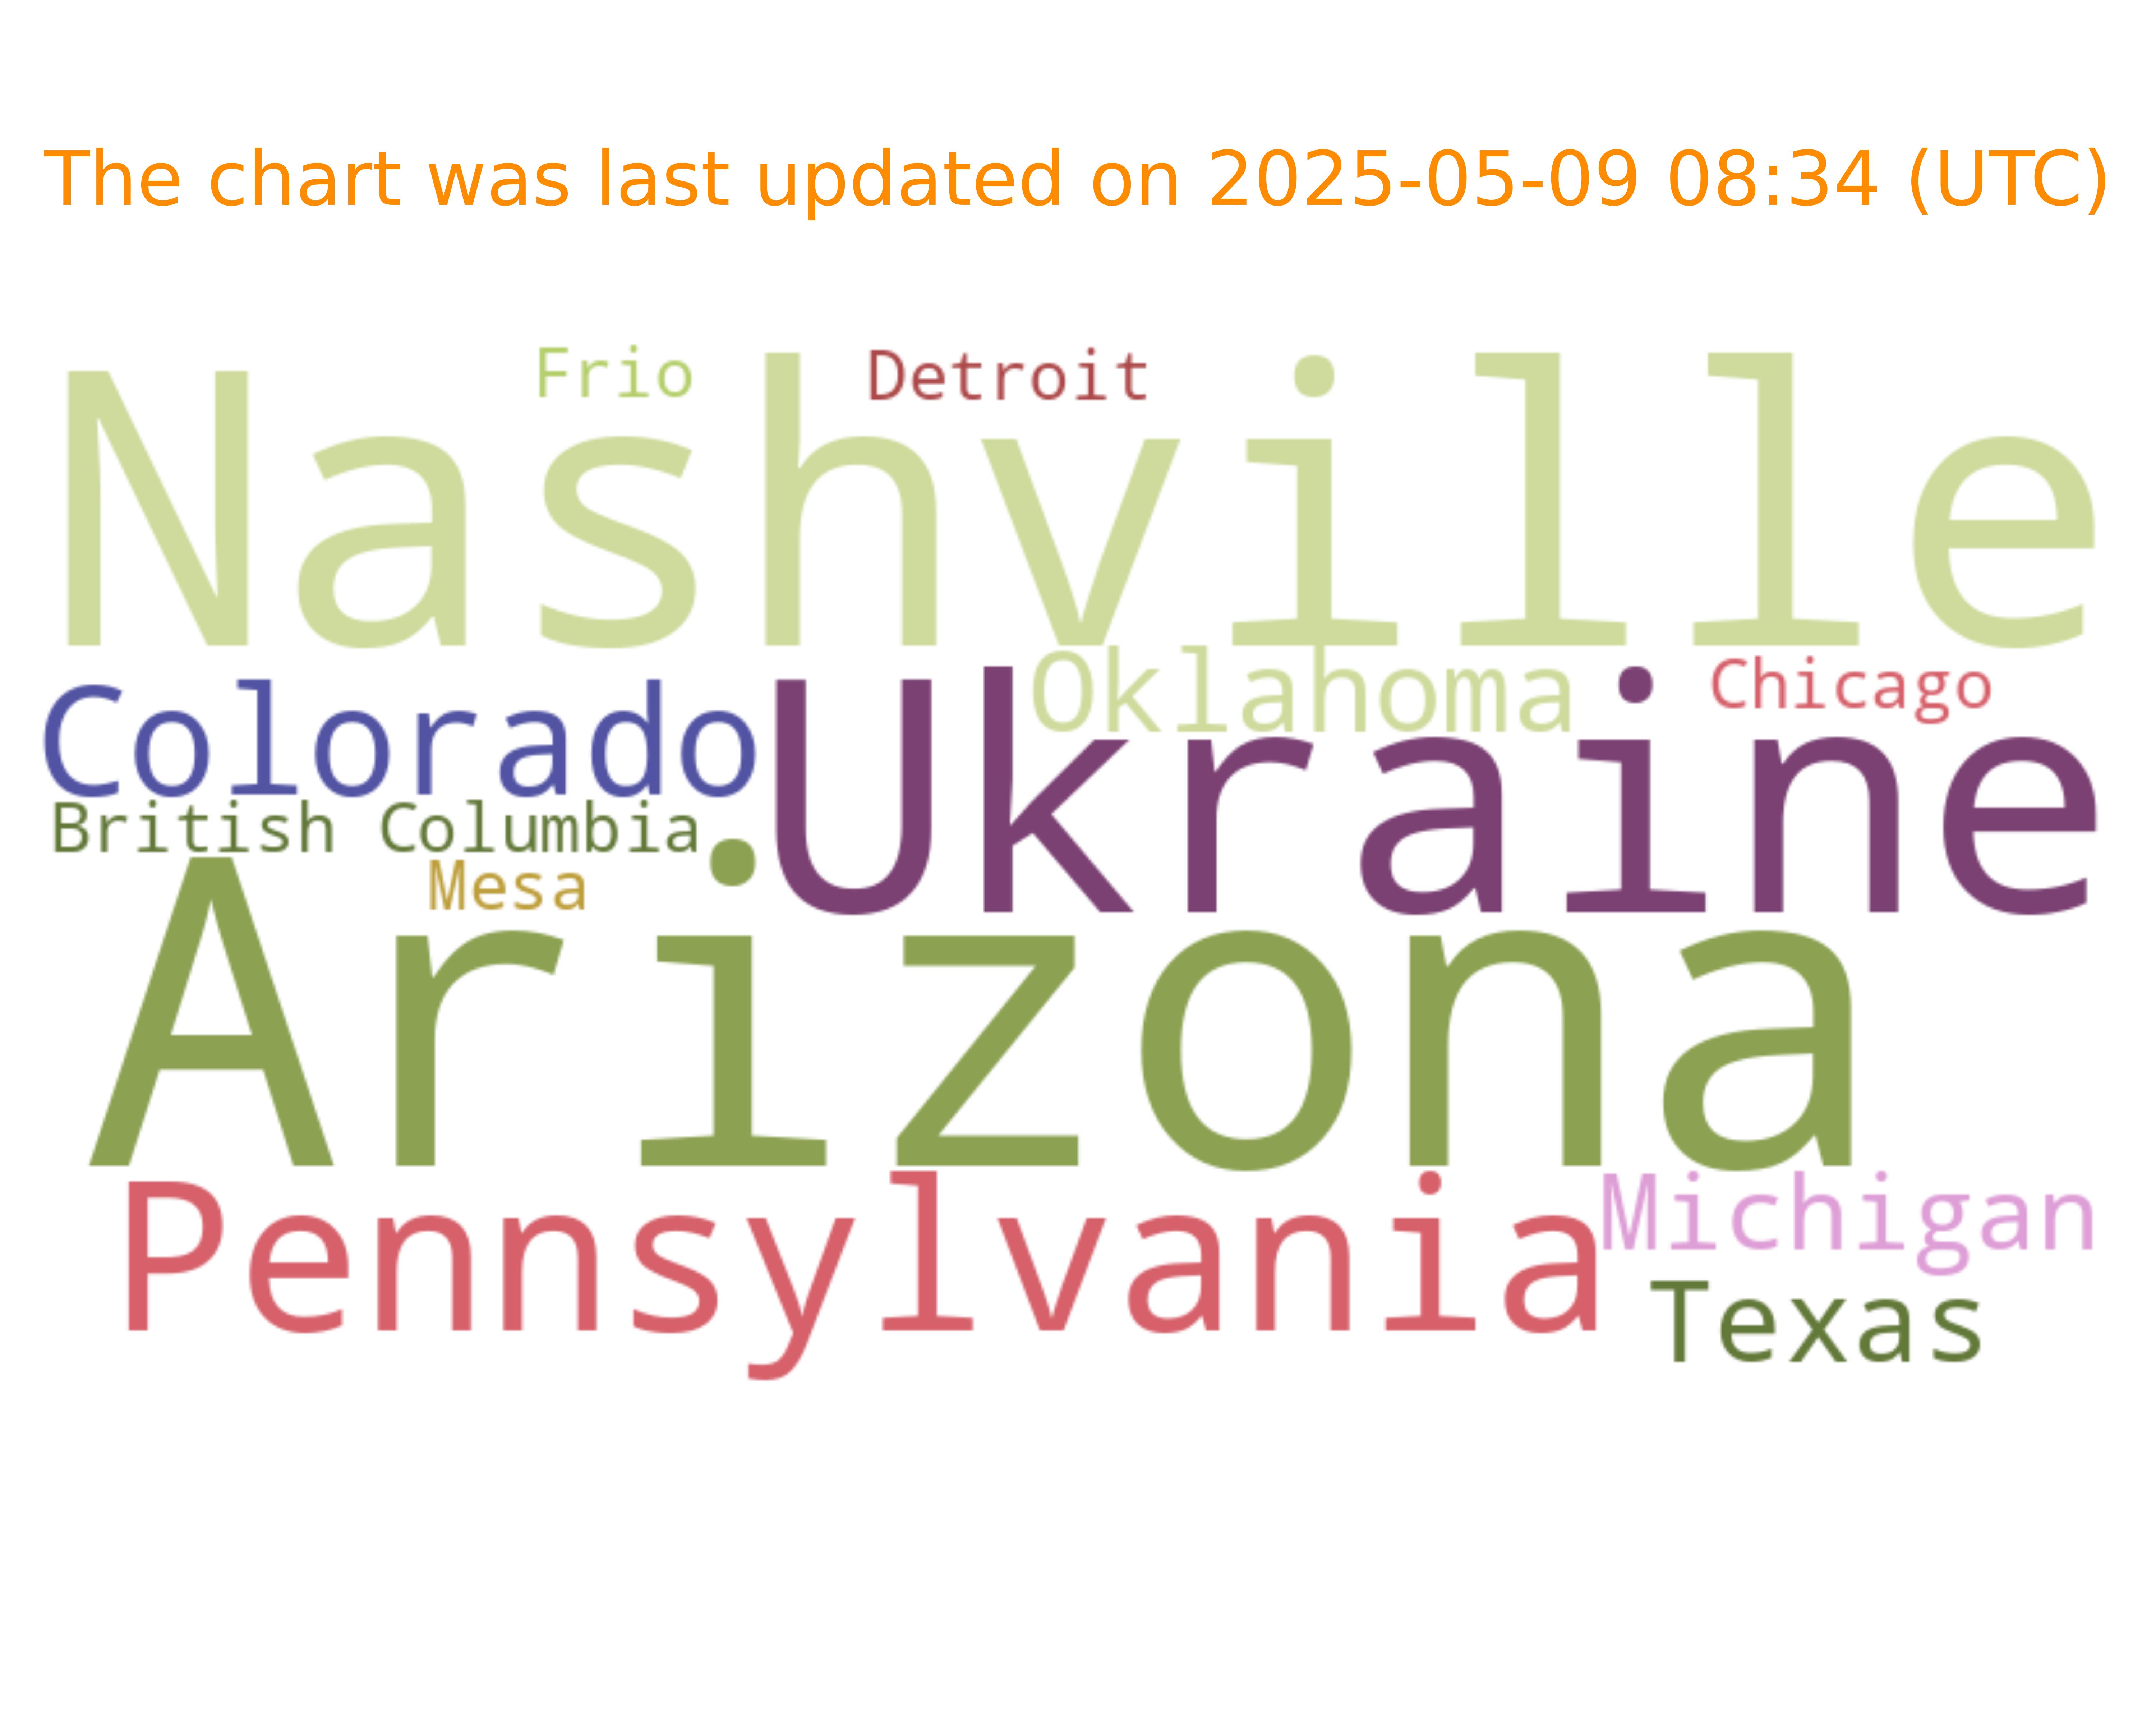 The chart was last updated on 2025-05-09 08:34 (UTC)
Frio
Detroit
Nashville
Oklahoma
Chicago
Colorado
Ukraine
British Columbia
Mesa
Arizona
Pennsylvania
Michigan
Texas